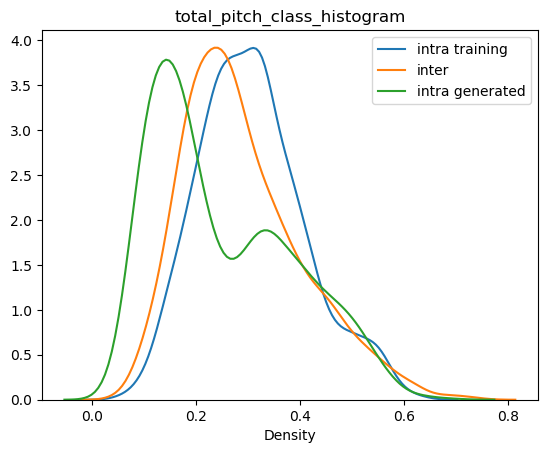 total_pitch_class_histogram
intra training
inter
intra generated
4.0
3.5
3.0
2.5
2.0
1.5
1.0
0.5
0.0
0.0 0.2 0.4 0.6 0.8
Density